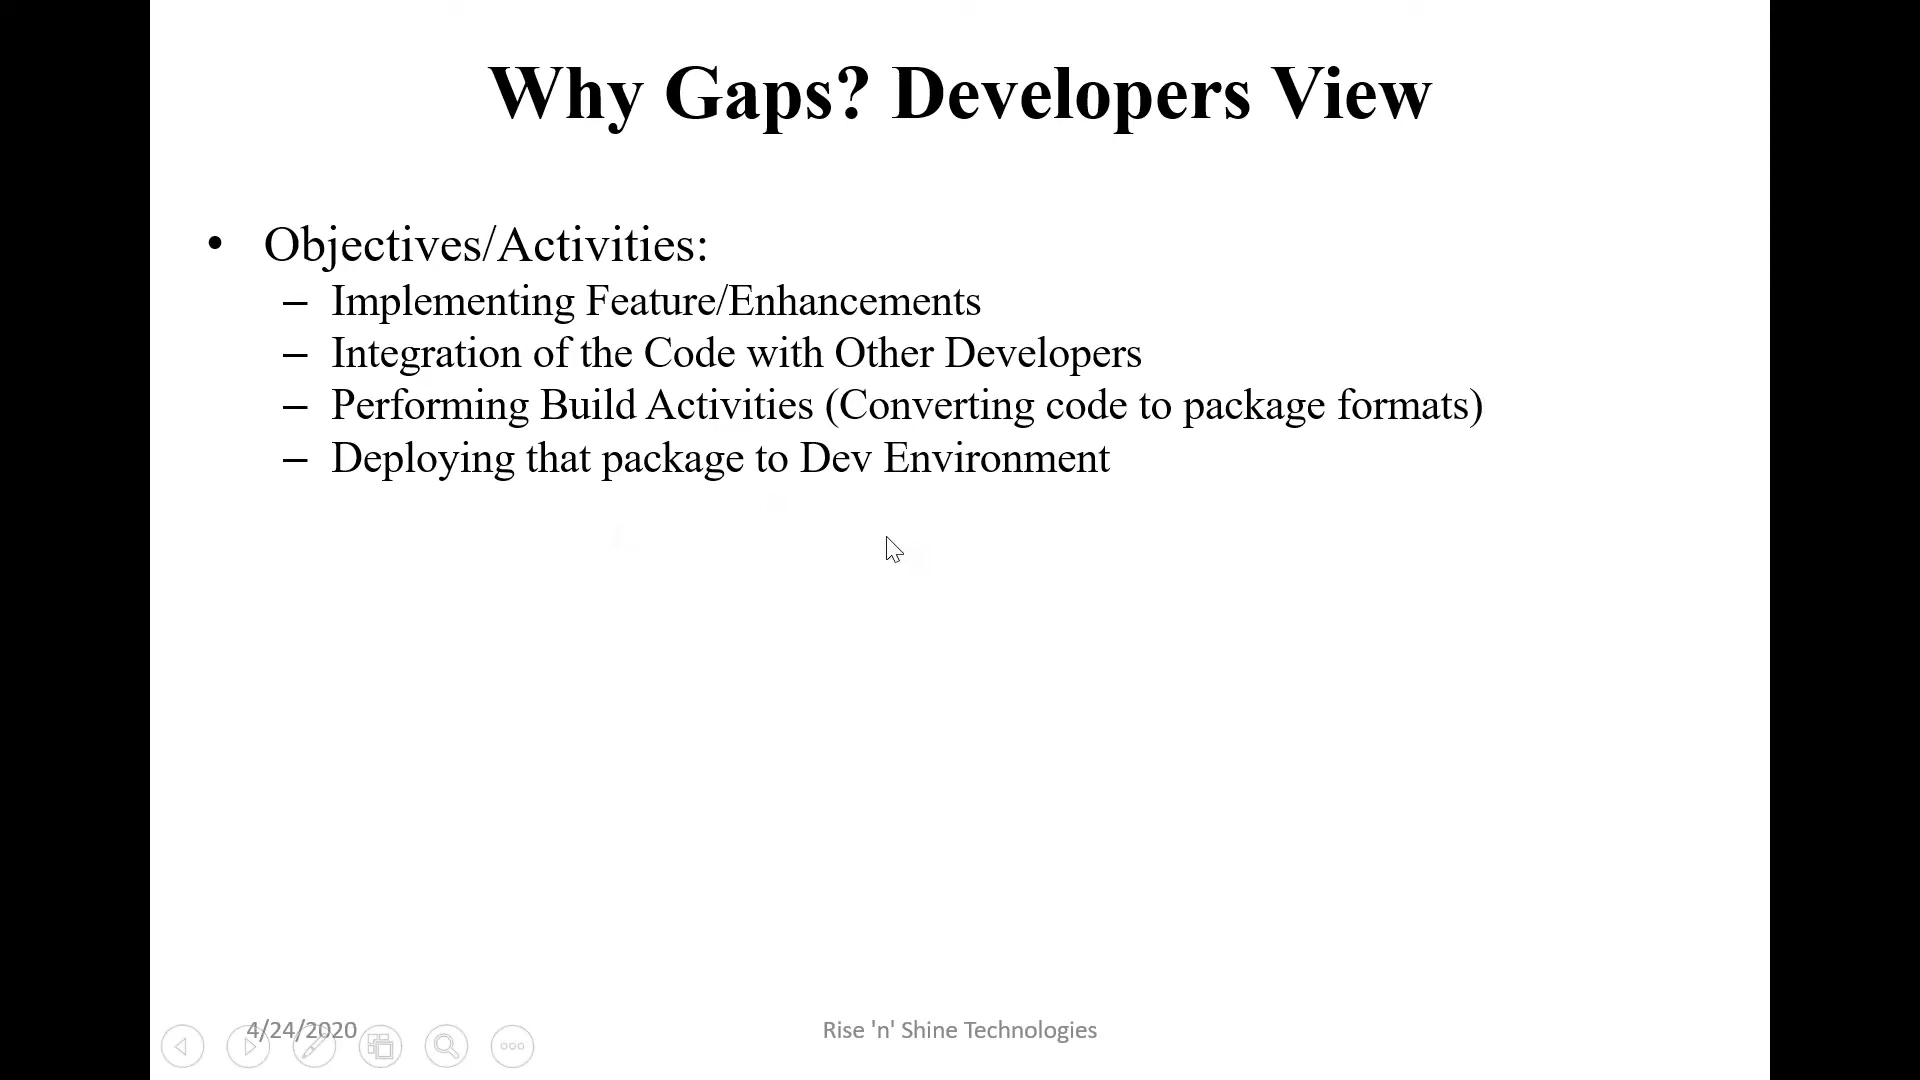 Why Gaps? Developers View
• Objectives/Activities:
– Implementing Feature/Enhancements
– Integration of the Code with Other Developers
– Performing Build Activities (Converting code to package formats)
– Deploying that package to Dev Environment
4/24/2020
Rise 'n' Shine Technologies